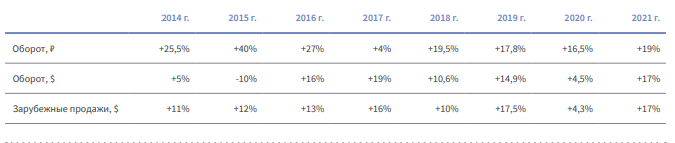 2014 г. 2015 г. 2016 г. 2017 г. 2018 г. 2019 г. 2020 г. 2021 г.
Оборот, ₽ +25,5% +40% +27% +4% +19,5% +17,8% +16,5% +19%
Оборот, $ +5% -10% +16% +19% +10,6% +14,9% +4,5% +17%
Зарубежные продажи, $ +11% +12% +13% +16% +10% +17,5% +4,3% +17%